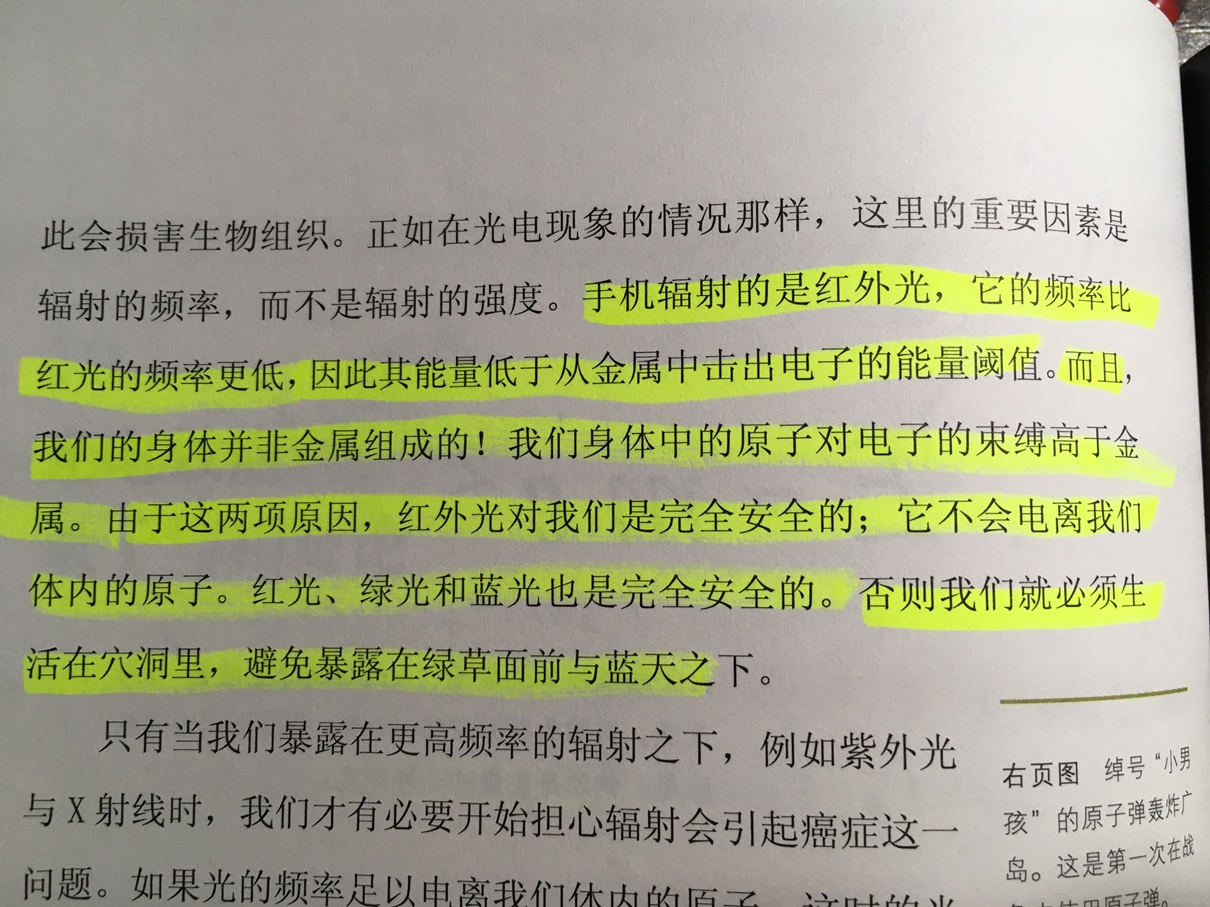 此会损害生物组织。正如在光电现象的情况那样，这里的重要因素是
辐射的频率，而不是辐射的强度。手机辐射的是红外光，它的频率比
红光的频率更低，因此其能量低于从金属中击出电子的能量阈值。而且，
我们的身体并非金属组成的！我们身体中的原子对电子的束缚高于金
属。由于这两项原因，红外光对我们是完全安全的；它不会电离我们
体内的原子。红光、绿光和蓝光也是完全安全的。否则我们就必须生
活在穴洞里，避免暴露在绿草面前与蓝天之下。
只有当我们暴露在更高频率的辐射之下，例如紫外光
与X射线时，我们才有必要开始担心辐射会引起癌症这一
问题。如果光的频率足以电离我们体内的原子，这时的光
右页图 绰号“小男
孩”的原子弹轰炸广
岛。这是第一次在战
使用原子弹。